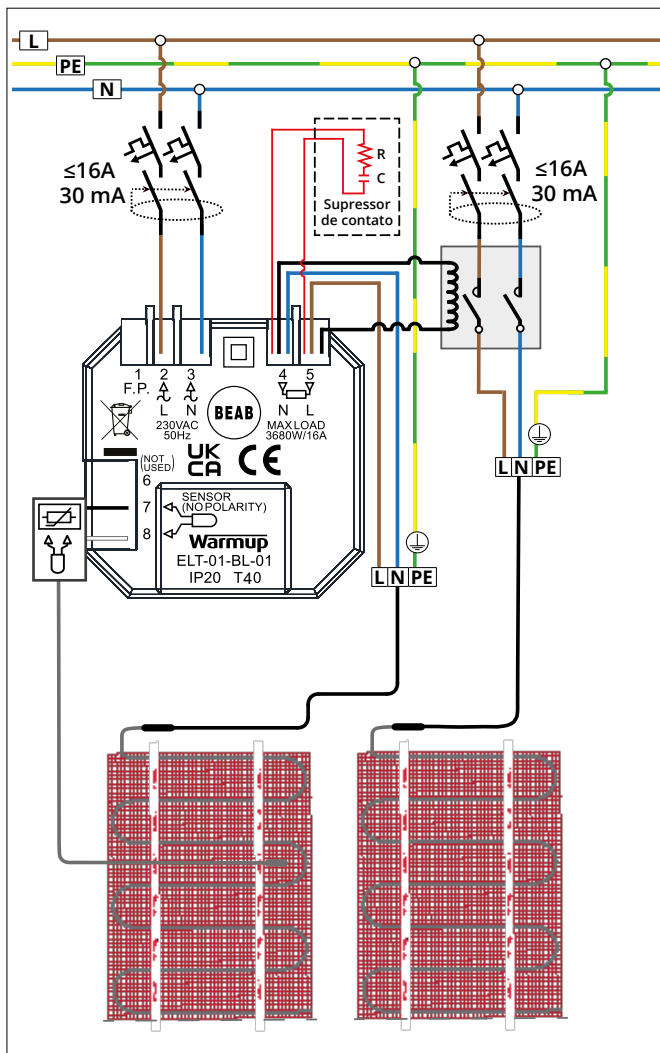 L
PE
N
≤16A
30 mA
R
C
Supressor
de contato
≤16A
30 mA
1
2
3
4
5
F.P.
L
N
N
L
230VAC
50Hz
BEAB
MAX LOAD
3680W/16A
UK
CA
CE
(NOT
USED)
6
7
8
SENSOR
(NO POLARITY)
Warmup
ELT-01-BL-01
IP20 T40
L N PE
L N PE